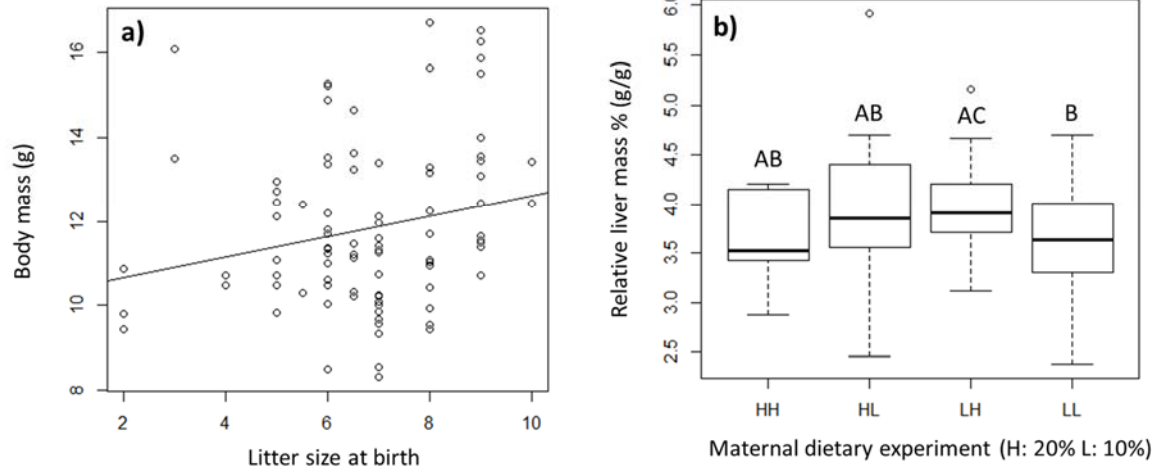 a)
16
14
12
10
8
Body mass (g)
2 4 6 8 10
Litter size at birth
b)
6.0
5.5
5.0
4.5
4.0
3.5
3.0
2.5
Relative liver mass % (g/g)
AB AB AC B
HH HL LH LL
Maternal dietary experiment (H: 20% L: 10%)